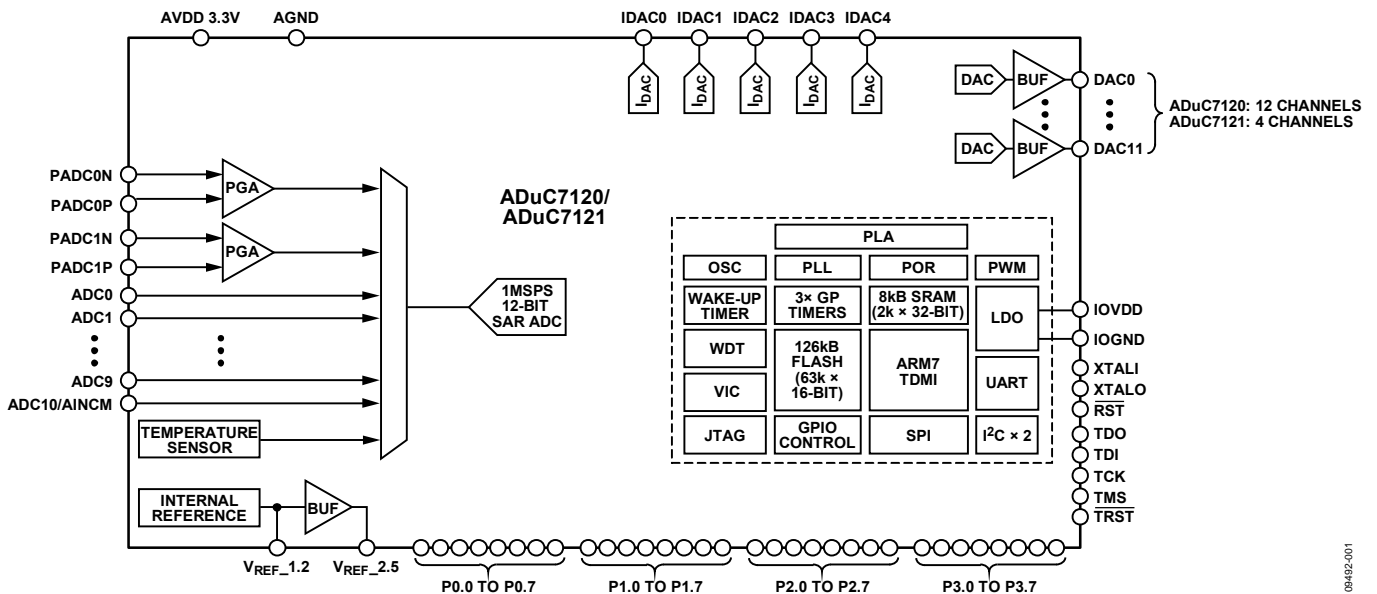 AVDD 3.3V
AGND
IDAC0
IDAC1
IDAC2
IDAC3
IDAC4
IDAC
IDAC
IDAC
IDAC
IDAC
DAC
BUF
DAC0
DAC
BUF
DAC11
ADuC7120: 12 CHANNELS
ADuC7121: 4 CHANNELS
PADC0N
PADC0P
PGA
PADC1N
PADC1P
PGA
ADC0
ADC1
ADC9
ADC10/AINCM
TEMPERATURE
SENSOR
INTERNAL
REFERENCE
BUF
VREF_1.2
VREF_2.5
1MSPS
12-BIT
SAR ADC
ADuC7120/
ADuC7121
PLA
OSC
PLL
POR
PWM
WAKE-UP
TIMER
3× GP
TIMERS
8kB SRAM
(2k × 32-BIT)
LDO
WDT
126kB
FLASH
(63k ×
16-BIT)
ARM7
TDMI
UART
VIC
JTAG
GPIO
CONTROL
SPI
I2C × 2
IOVDD
IOGND
XTALI
XTALO
RST
TDO
TDI
TCK
TMS
TRST
P0.0 TO P0.7
P1.0 TO P1.7
P2.0 TO P2.7
P3.0 TO P3.7
09492-001